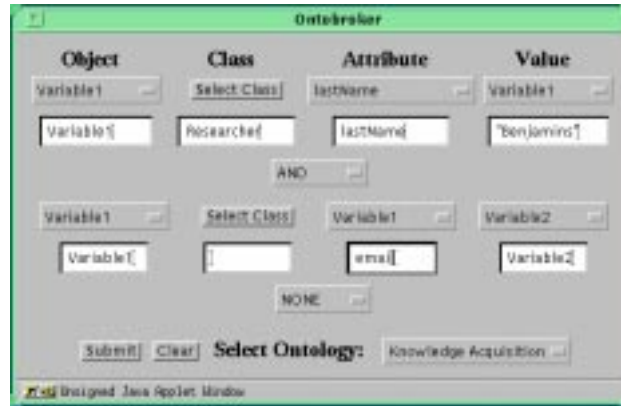 Ontobroker
Object Class Attribute Value
Variable1 Select Class lastName Variable1
Variable1 Researcher lastName "Benjamins"
AND
Variable1 Select Class Variable1 Variable2
Variable1 email Variable2
NONE
Submit Clear Select Ontology: Knowledge Acquisition
Unsigned Java Applet Window